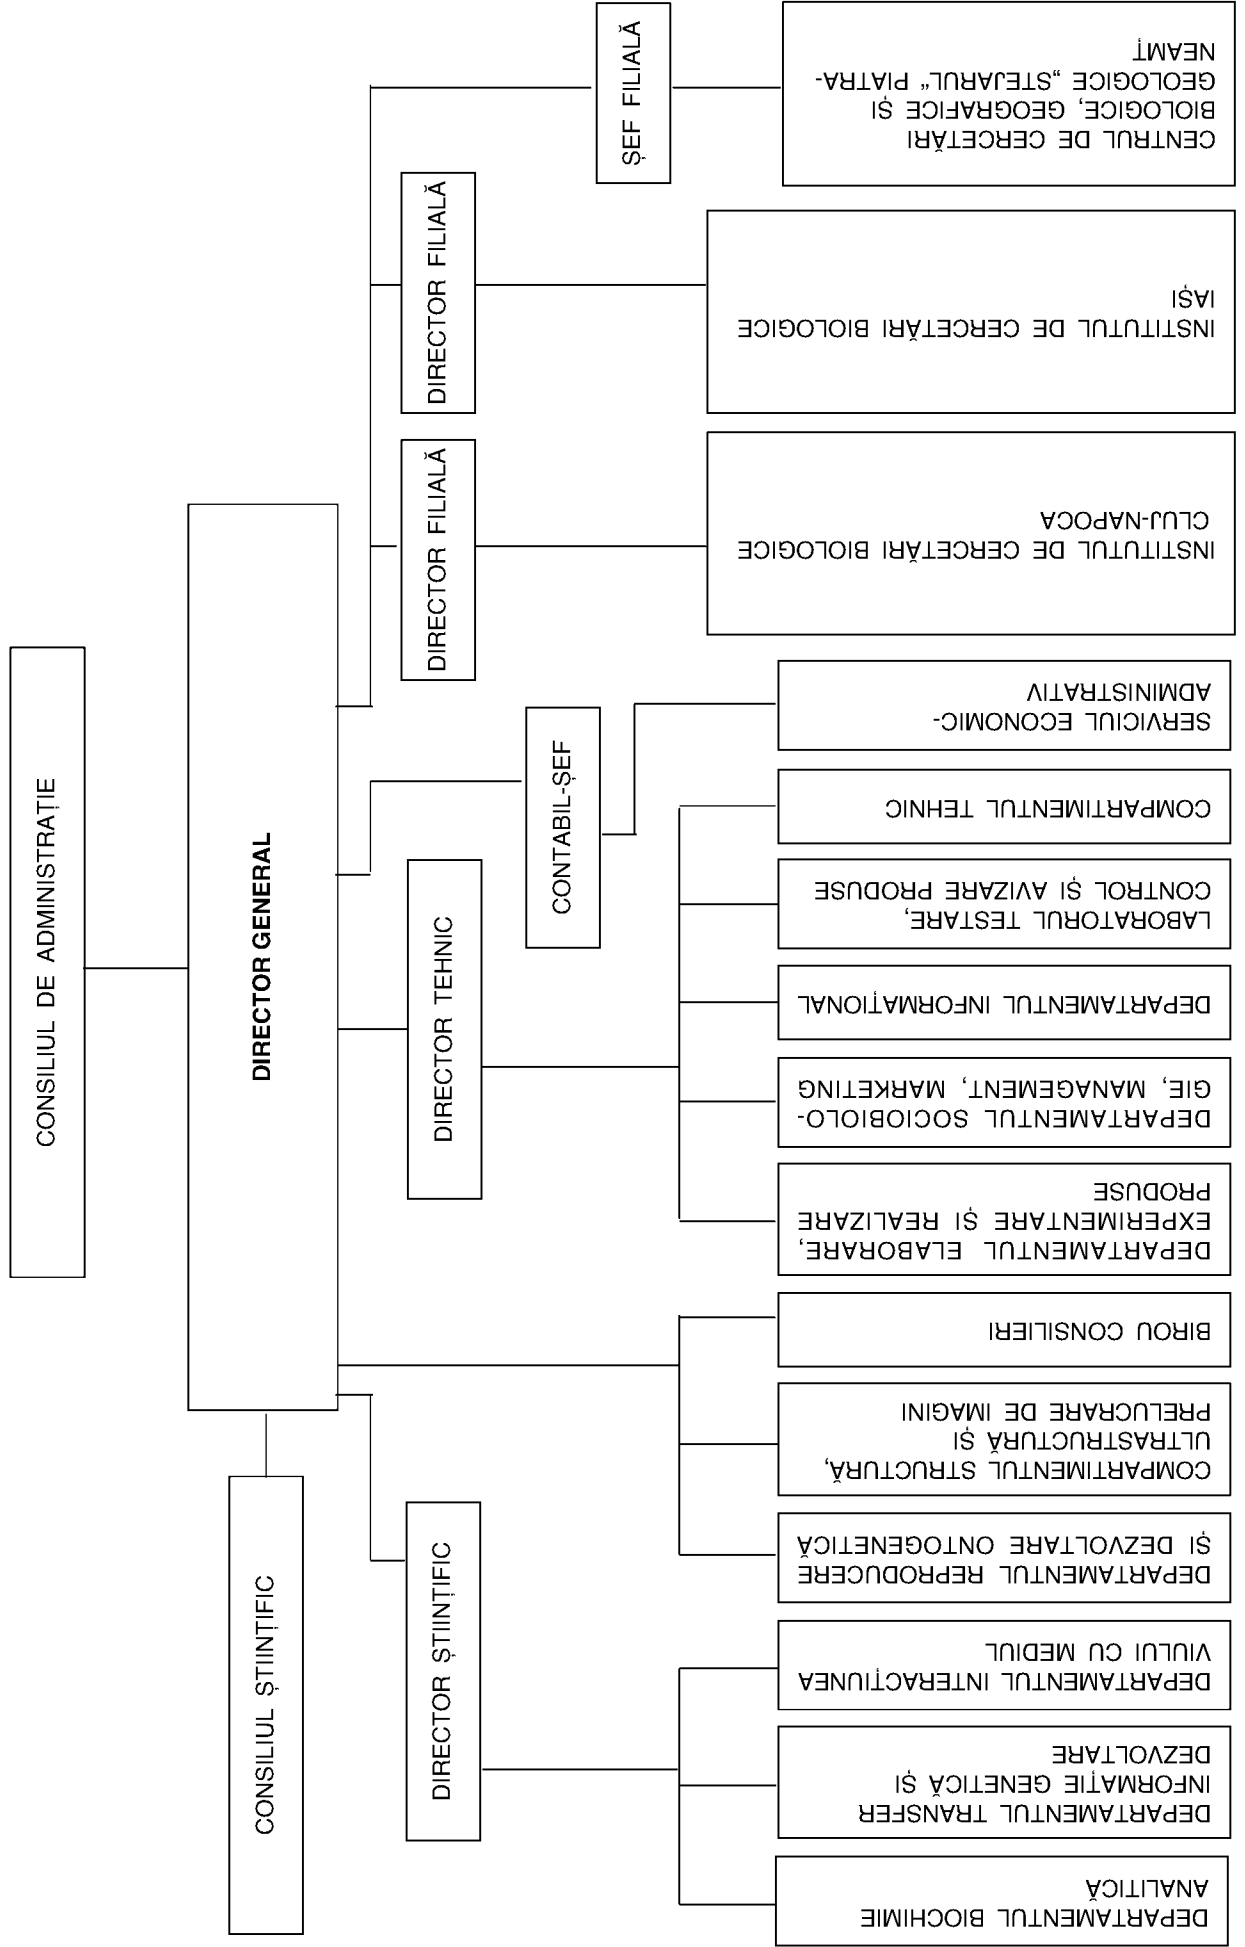 CONSILIUL DE ADMINISTRAȚIE
DIRECTOR GENERAL
CONSILIUL ȘTIINȚIFIC
DIRECTOR ȘTIINȚIFIC
DIRECTOR TEHNIC
CONTABIL-ȘEF
DIRECTOR FILIALĂ
DIRECTOR FILIALĂ
ȘEF FILIALĂ
DEPARTAMENTUL BIOCHIMIE
ANALITICĂ
DEPARTAMENTUL TRANSFER
INFORMAȚIE GENETICĂ ȘI
DEZVOLTARE
DEPARTAMENTUL INTERACȚIUNEA
VIULUI CU MEDIUL
DEPARTAMENTUL REPRODUCERE
ȘI DEZVOLTARE ONTOGENETICĂ
COMPARTIMENTUL STRUCTURĂ,
ULTRASTRUCTURĂ ȘI
PRELUCRARE DE IMAGINI
BIROU CONSILIERI
DEPARTAMENTUL ELABORARE,
EXPERIMENTARE ȘI REALIZARE
PRODUSE
DEPARTAMENTUL SOCIOBIOLO-
GIE, MANAGEMENT, MARKETING
DEPARTAMENTUL INFORMAȚIONAL
LABORATORUL TESTARE,
CONTROL ȘI AVIZARE PRODUSE
COMPARTIMENTUL TEHNIC
SERVICIUL ECONOMIC-
ADMINISTRATIV
INSTITUTUL DE CERCETĂRI BIOLOGICE
CLUJ-NAPOCA
INSTITUTUL DE CERCETĂRI BIOLOGICE
IAȘI
CENTRUL DE CERCETĂRI
BIOLOGICE, GEOGRAFICE ȘI
GEOLOGICE "STEJARUL" PIATRA-
NEAMȚ